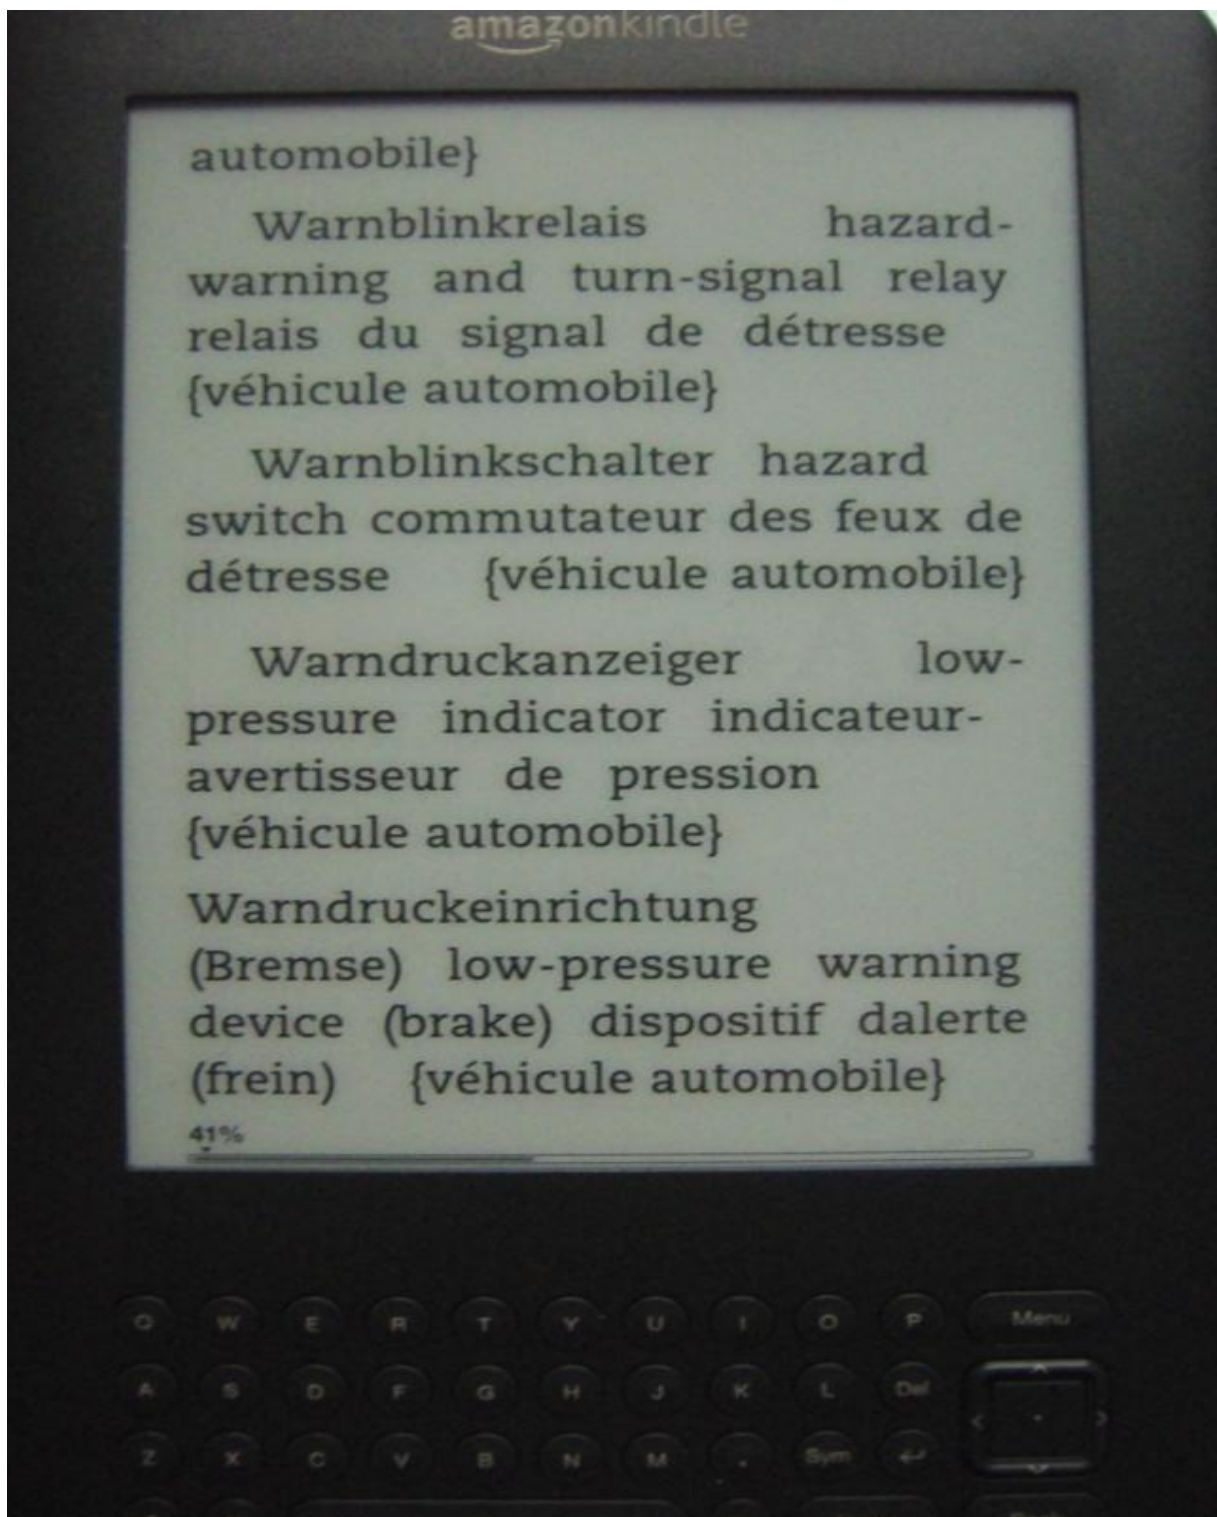 amazonkindle
automobile}
Warnblinkrelais hazard-
warning and turn-signal relay
relais du signal de détresse
{véhicule automobile}
Warnblinkschalter hazard
switch commutateur des feux de
détresse {véhicule automobile}
Warndruckanzeiger low-
pressure indicator indicateur-
avertisseur de pression
{véhicule automobile}
Warndruckeinrichtung
(Bremse) low-pressure warning
device (brake) dispositif dalerte
(frein) {véhicule automobile}
41%
Q W E R T Y U I O P Menu
A S D F G H J K L Del
Z X C V B N M . Sym